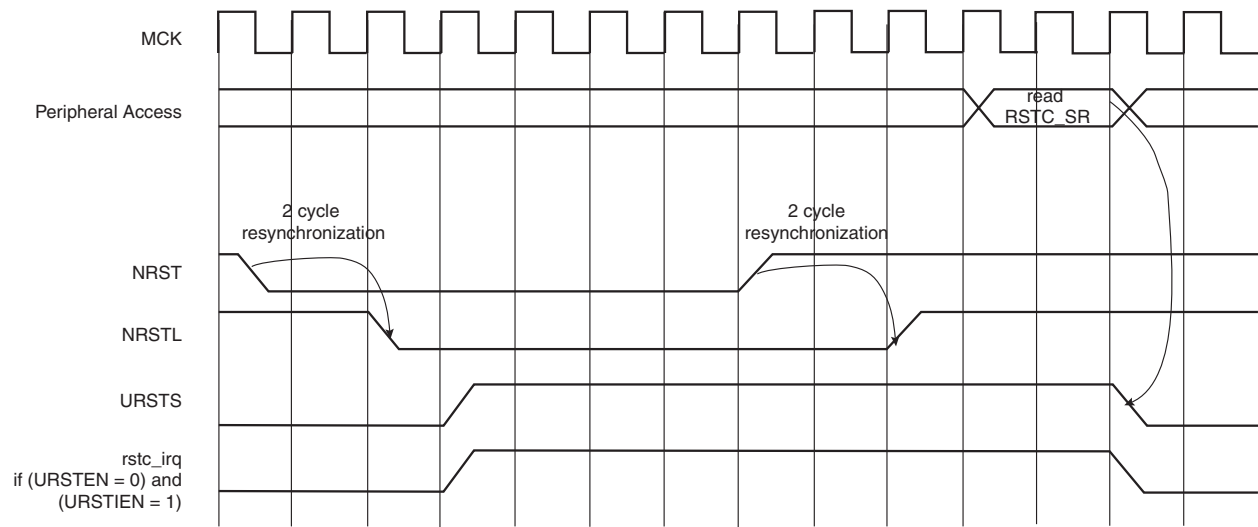 MCK
Peripheral Access
read
RSTC_SR
2 cycle
resynchronization
2 cycle
resynchronization
NRST
NRSTL
URSTS
rstc_irq
if (URSTEN = 0) and
(URSTIEN = 1)